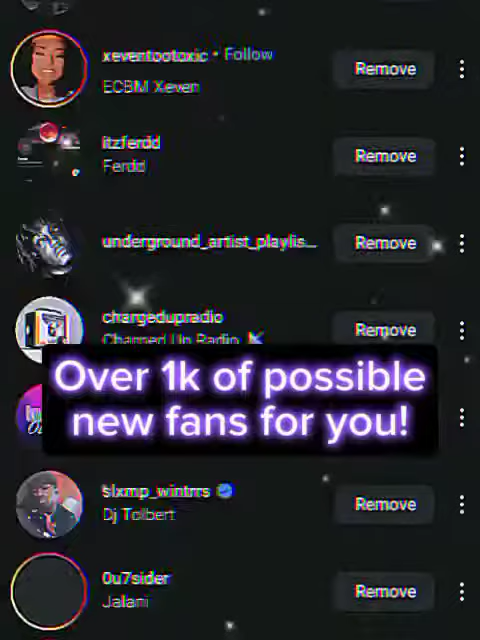 xeventootoxic • Follow
ECBM Xeven
Remove
itzferdd
Ferdd
Remove
underground_artist_playlis...
Remove
chargedupradio
Charged Up Radio
Remove
Over 1k of possible
new fans for you!
slxmp_wintrrs
Dj Tolbert
Remove
0u7sider
Jalani
Remove